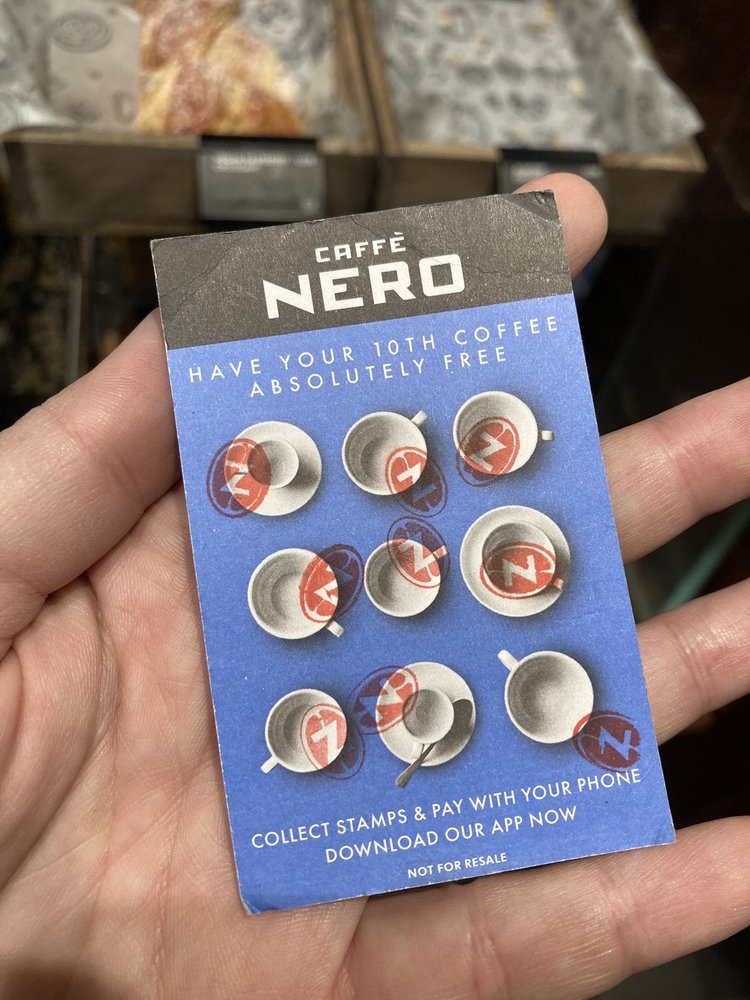 CAFFÈ
NERO
HAVE YOUR 10TH COFFEE
ABSOLUTELY FREE
COLLECT STAMPS & PAY WITH YOUR PHONE
DOWNLOAD OUR APP NOW
NOT FOR RESALE